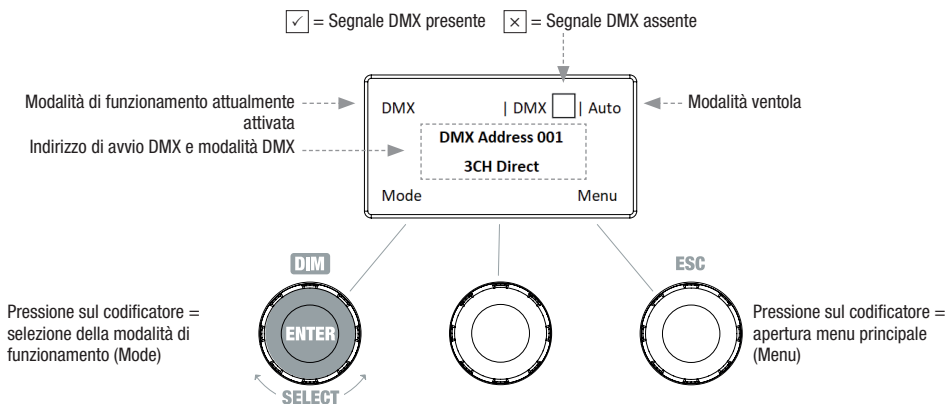 ✓ = Segnale DMX presente × = Segnale DMX assente
Modalità di funzionamento attualmente
attivata
Indirizzo di avvio DMX e modalità DMX
DMX | DMX | Auto
DMX Address 001
3CH Direct
Mode Menu
Modalità ventola
DIM
ESC
Pressione sul codificatore =
selezione della modalità di
funzionamento (Mode)
ENTER
SELECT
Pressione sul codificatore =
apertura menu principale
(Menu)